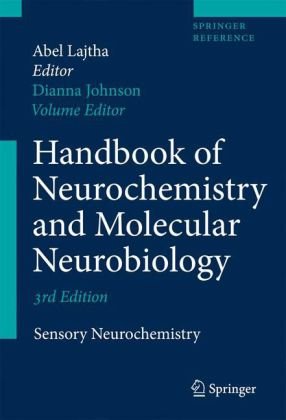 SPRINGER
REFERENCE
Abel Lajtha
Editor
Dianna Johnson
Volume Editor
Handbook of
Neurochemistry
and Molecular
Neurobiology
3rd Edition
Sensory Neurochemistry
Springer